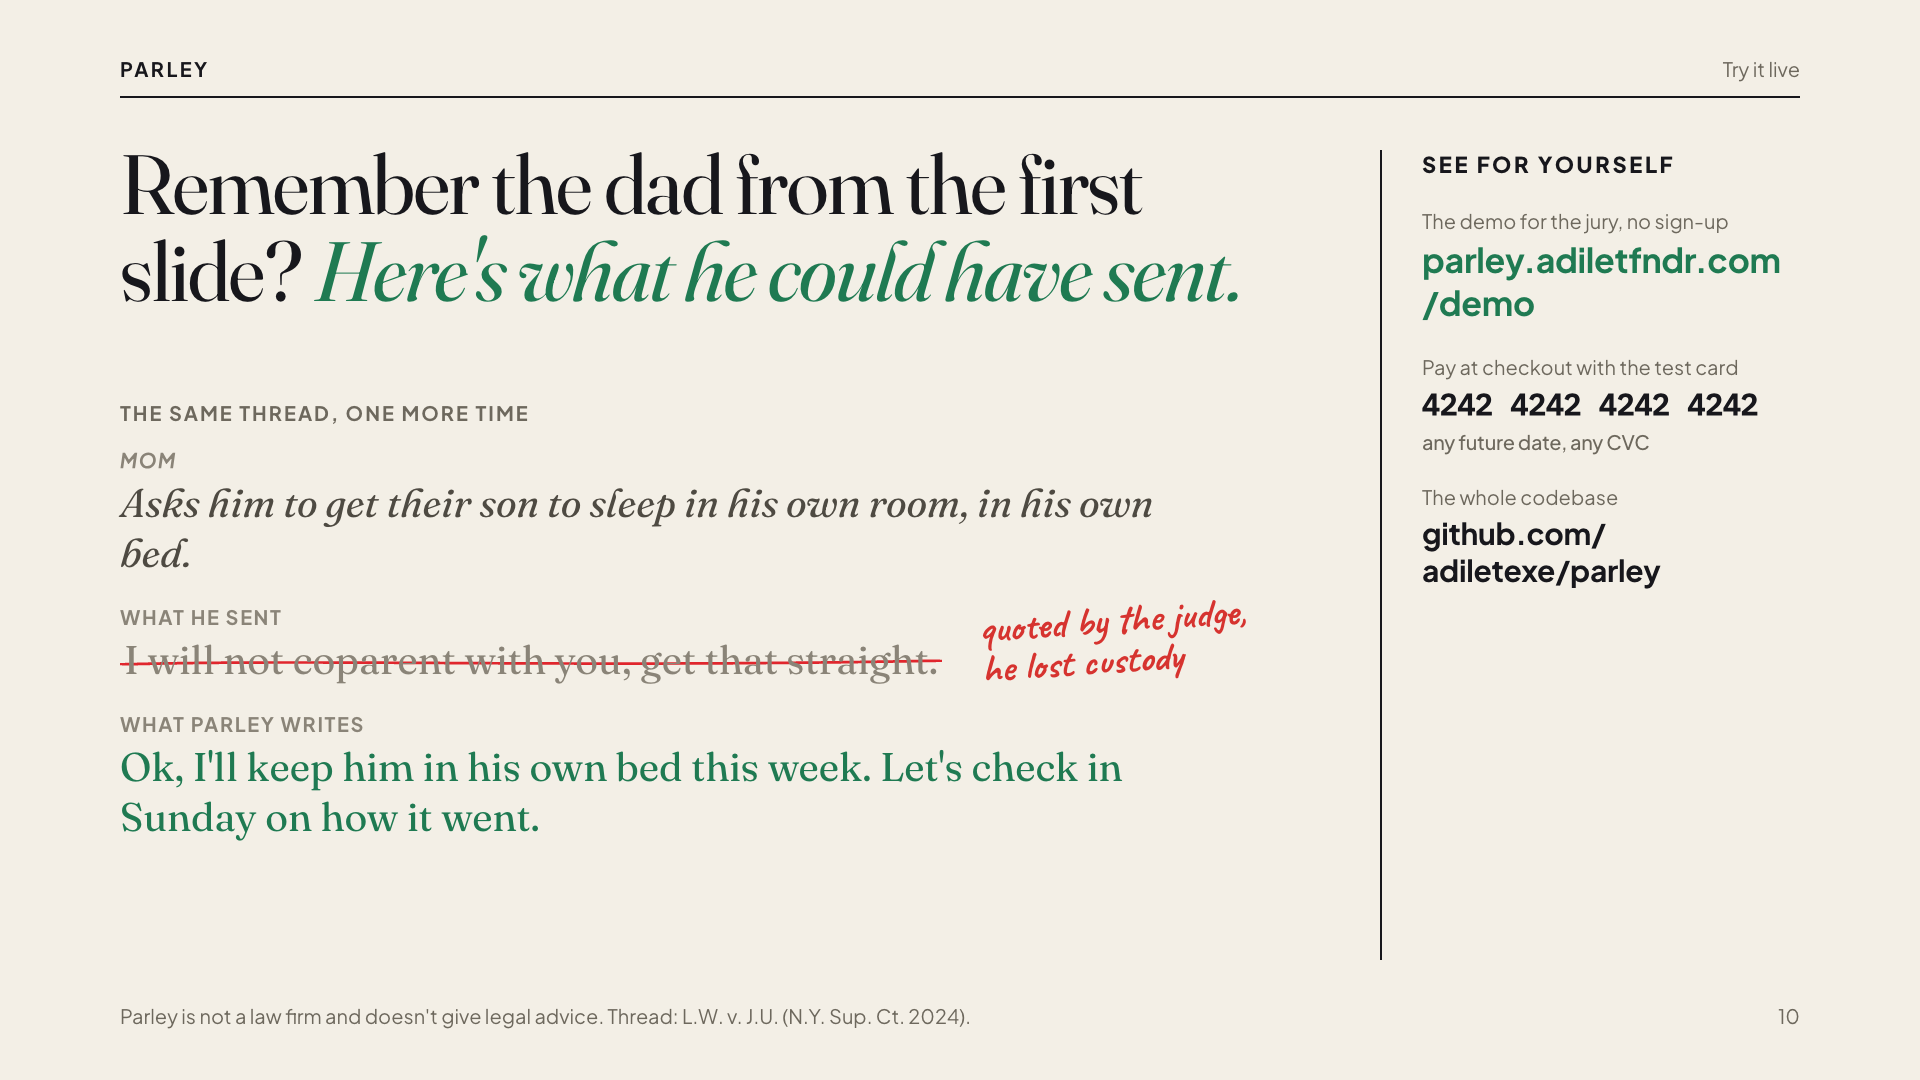 PARLEY
Try it live
Remember the dad from the first
slide? Here's what he could have sent.
THE SAME THREAD, ONE MORE TIME
MOM
Asks him to get their son to sleep in his own room, in his own
bed.
WHAT HE SENT
I will not coparent with you, get that straight.
quoted by the judge,
he lost custody
WHAT PARLEY WRITES
Ok, I'll keep him in his own bed this week. Let's check in
Sunday on how it went.
SEE FOR YOURSELF
The demo for the jury, no sign-up
parley.adiletfndr.com
/demo
Pay at checkout with the test card
4242 4242 4242 4242
any future date, any CVC
The whole codebase
github.com/
adiletexe/parley
Parley is not a law firm and doesn't give legal advice. Thread: L.W. v. J.U. (N.Y. Sup. Ct. 2024).
10